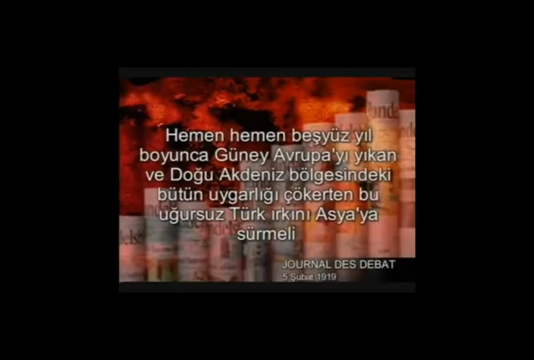 Hemen hemen beşyüz yıl
boyunca Güney Avrupa'yı yıkan
ve Doğu Akdeniz bölgesindeki
bütün uygarlığı çökerten bu
uğursuz Türk ırkını Asya'ya
sürmeli
JOURNAL DES DEBAT
5 Şubat 1919